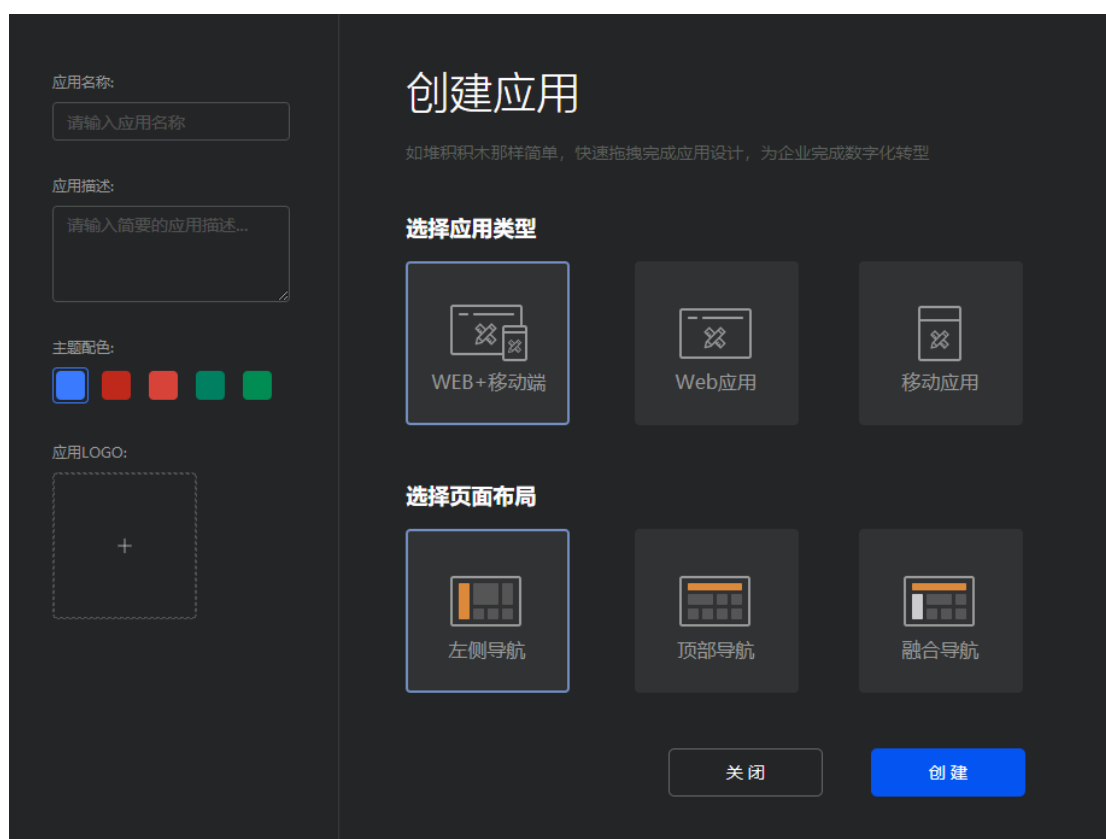 应用名称:
请输入应用名称
应用描述:
请输入简要的应用描述...
主题配色:
应用LOGO:
+
创建应用
如堆积积木那样简单，快速拖拽完成应用设计，为企业完成数字化转型
选择应用类型
WEB+移动端
Web应用
移动应用
选择页面布局
左侧导航
顶部导航
融合导航
关 闭
创 建